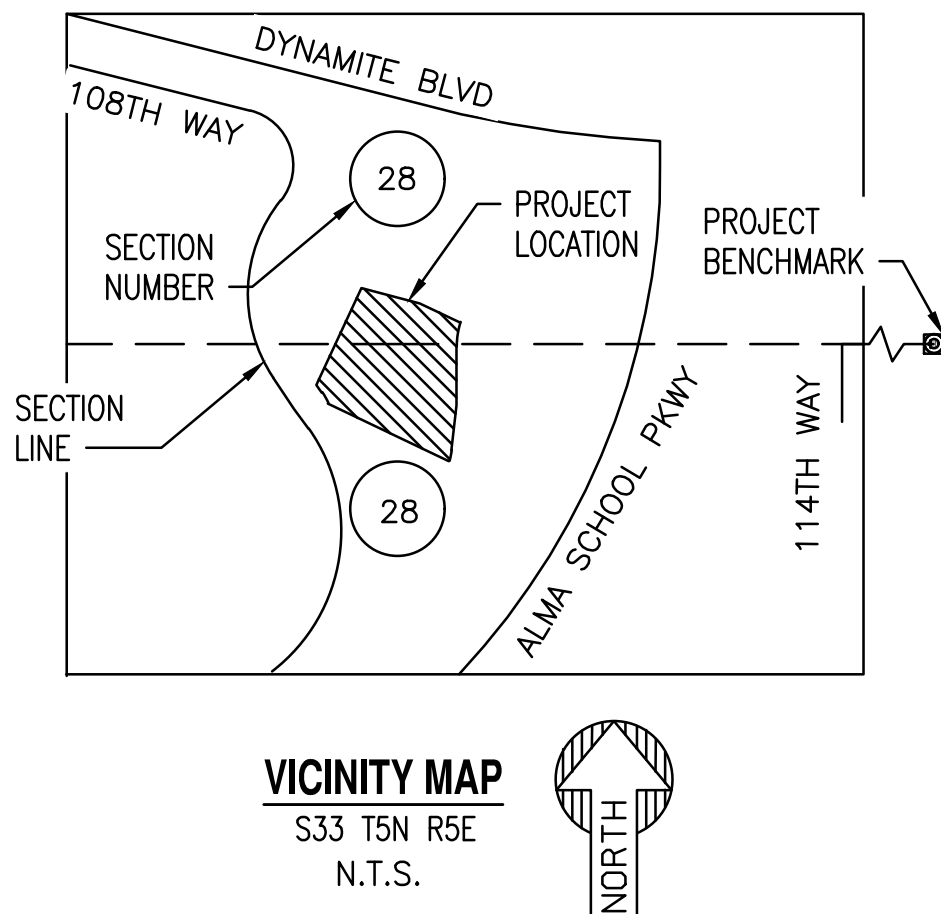 DYNAMITE BLVD
108TH WAY
28
PROJECT
LOCATION
PROJECT
BENCHMARK
SECTION
NUMBER
SECTION
LINE
28
ALMA SCHOOL PKWY
114TH WAY
VICINITY MAP
S33 T5N R5E
N.T.S.
NORTH